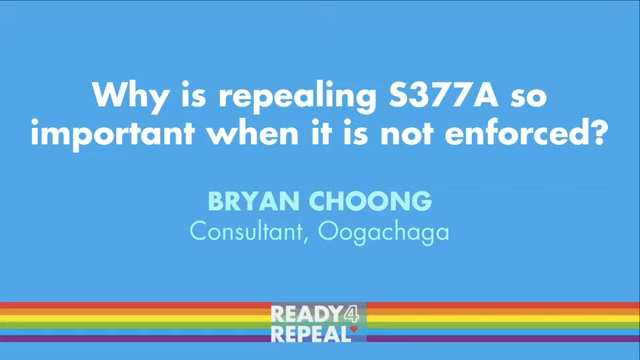 Why is repealing S377A so
important when it is not enforced?
BRYAN CHOONG
Consultant, Oogachaga
READY4
REPEAL